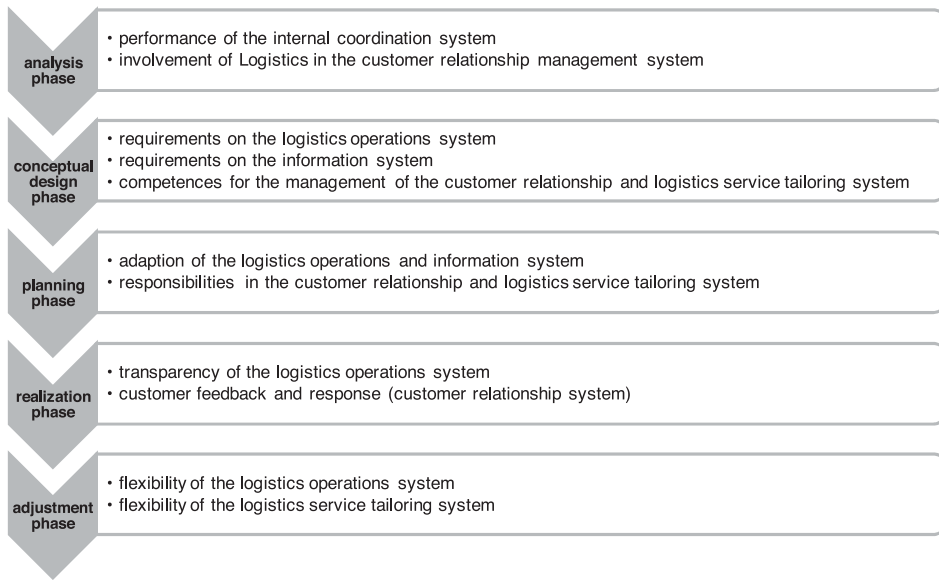 analysis
phase
• performance of the internal coordination system
• involvement of Logistics in the customer relationship management system
conceptual
design
phase
• requirements on the logistics operations system
• requirements on the information system
• competences for the management of the customer relationship and logistics service tailoring system
planning
phase
• adaption of the logistics operations and information system
• responsibilities in the customer relationship and logistics service tailoring system
realization
phase
• transparency of the logistics operations system
• customer feedback and response (customer relationship system)
adjustment
phase
• flexibility of the logistics operations system
• flexibility of the logistics service tailoring system